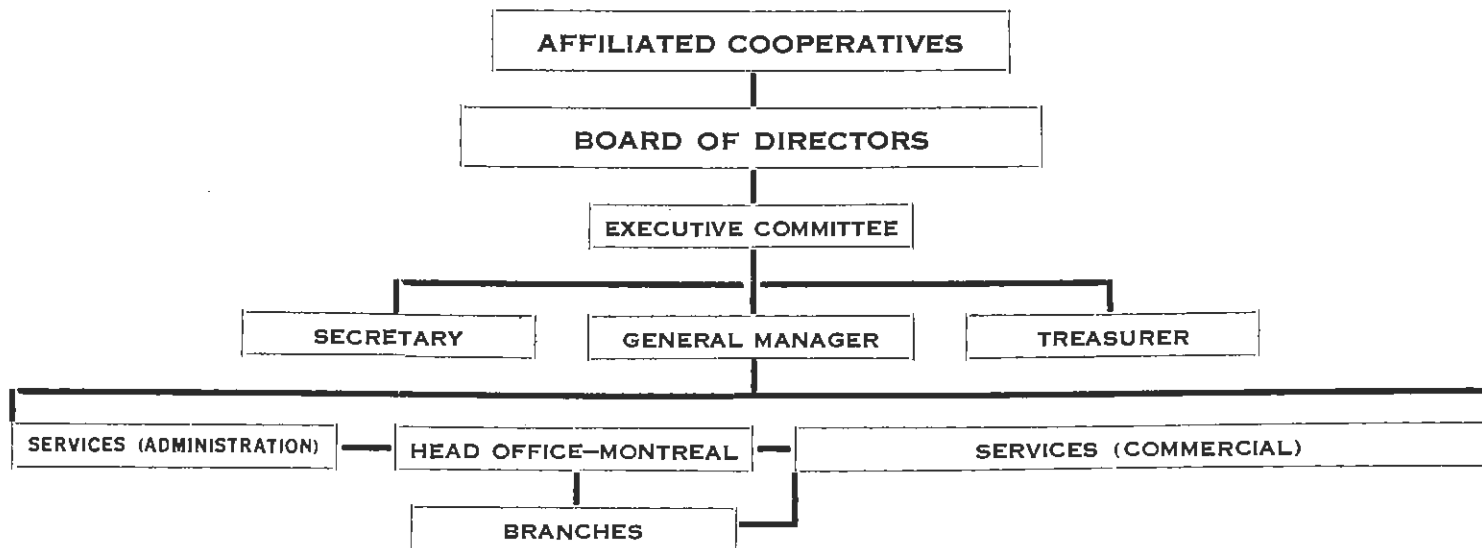 AFFILIATED COOPERATIVES
BOARD OF DIRECTORS
EXECUTIVE COMMITTEE
SECRETARY
GENERAL MANAGER
TREASURER
SERVICES (ADMINISTRATION)
HEAD OFFICE—MONTREAL
SERVICES (COMMERCIAL)
BRANCHES